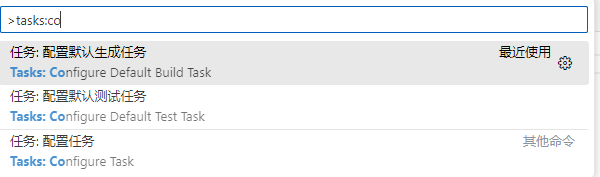 >tasks:co
任务: 配置默认生成任务 最近使用
Tasks: Configure Default Build Task
任务: 配置默认测试任务
Tasks: Configure Default Test Task
任务: 配置任务 其他命令
Tasks: Configure Task